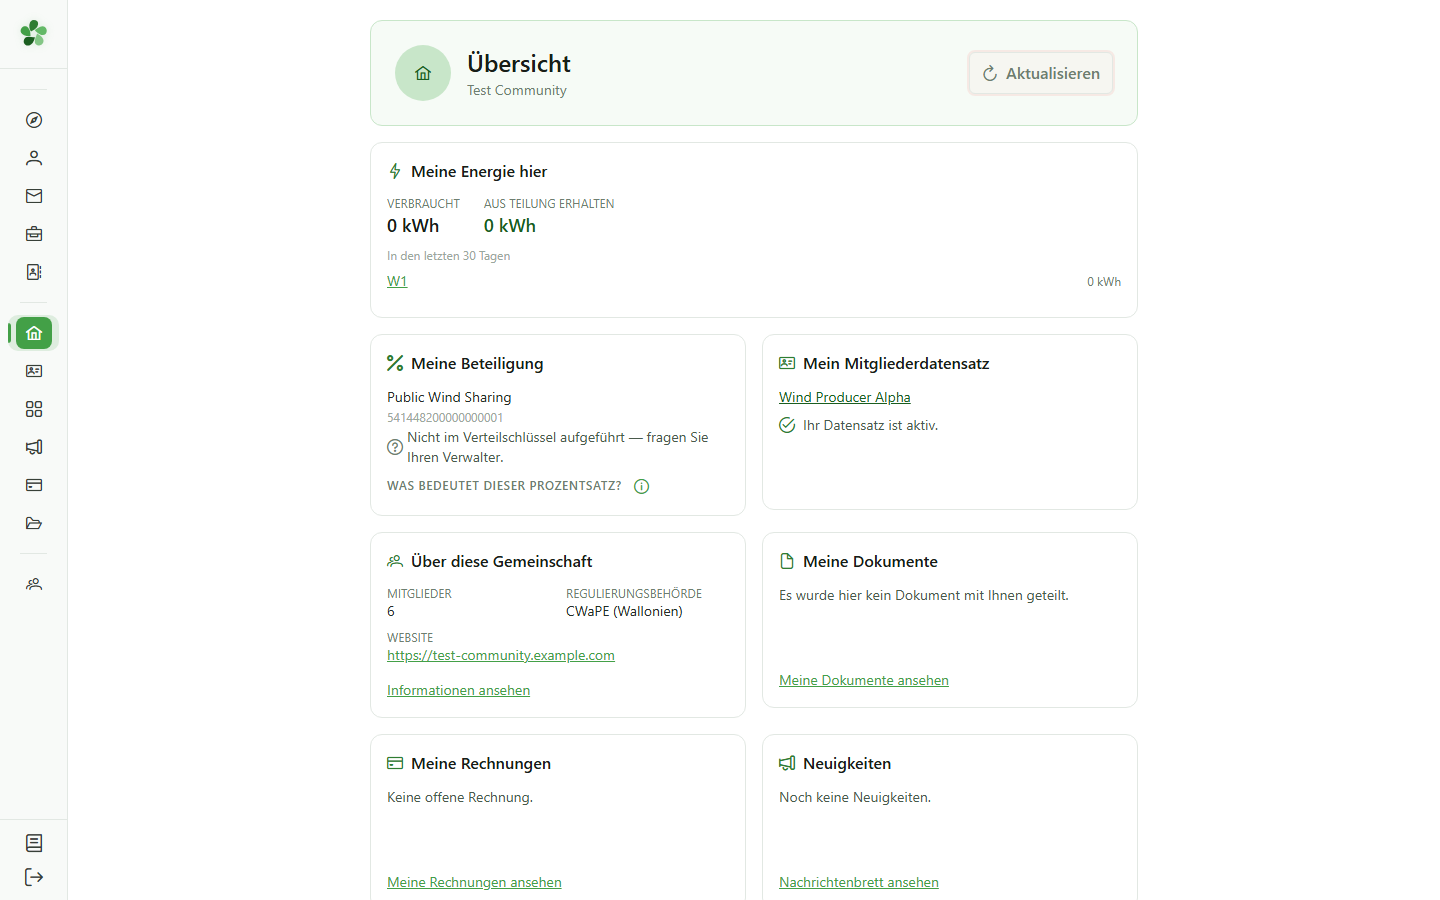 Übersicht
Test Community
Aktualisieren
Meine Energie hier
VERBRAUCHT
0 kWh
AUS TEILUNG ERHALTEN
0 kWh
In den letzten 30 Tagen
W1
0 kWh
Meine Beteiligung
Public Wind Sharing
541448200000000001
Nicht im Verteilschlüssel aufgeführt — fragen Sie
Ihren Verwalter.
WAS BEDEUTET DIESER PROZENTSATZ?
Mein Mitgliederdatensatz
Wind Producer Alpha
Ihr Datensatz ist aktiv.
Über diese Gemeinschaft
MITGLIEDER
6
REGULIERUNGSBEHÖRDE
CWaPE (Wallonien)
WEBSITE
https://test-community.example.com
Informationen ansehen
Meine Dokumente
Es wurde hier kein Dokument mit Ihnen geteilt.
Meine Dokumente ansehen
Meine Rechnungen
Keine offene Rechnung.
Meine Rechnungen ansehen
Neuigkeiten
Noch keine Neuigkeiten.
Nachrichtenbrett ansehen